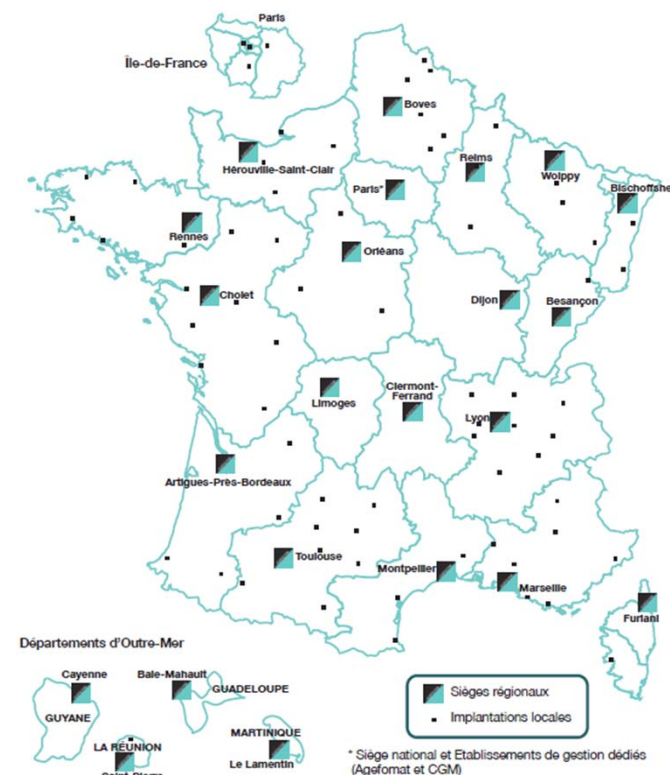 Paris
Île-de-France
Boves
Reims
Woippy
Hérouville-Saint-Clair
Paris*
Bischoffshe
Rennes
Orléans
Cholet
Dijon
Besançon
Clermont-
Ferrand
Limoges
Lyon
Artigues-Près-Bordeaux
Toulouse
Montpellier
Marseille
Furiani
Départements d'Outre-Mer
Cayenne
Baie-Mahault
GUADELOUPE
GUYANE
MARTINIQUE
LA RÉUNION
Le Lamentin
Saint-Pierre
Sièges régionaux
Implantations locales
* Siège national et Etablissements de gestion dédiés
(Agefomat et CGM)